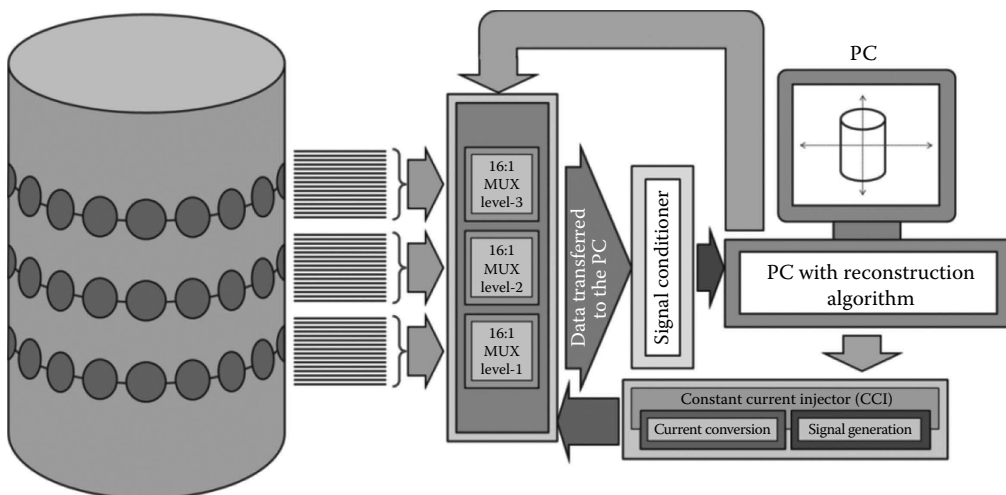 PC
16:1
MUX
level-3
16:1
MUX
level-2
16:1
MUX
level-1
Data transferred
to the PC
Signal conditioner
PC with reconstruction
algorithm
Constant current injector (CCI)
Current conversion
Signal generation